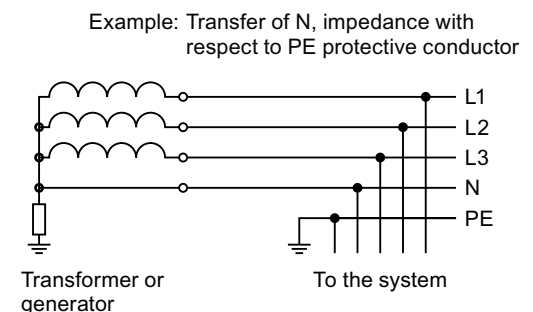 Example: Transfer of N, impedance with
respect to PE protective conductor
L1
L2
L3
N
PE
Transformer or
generator
To the system